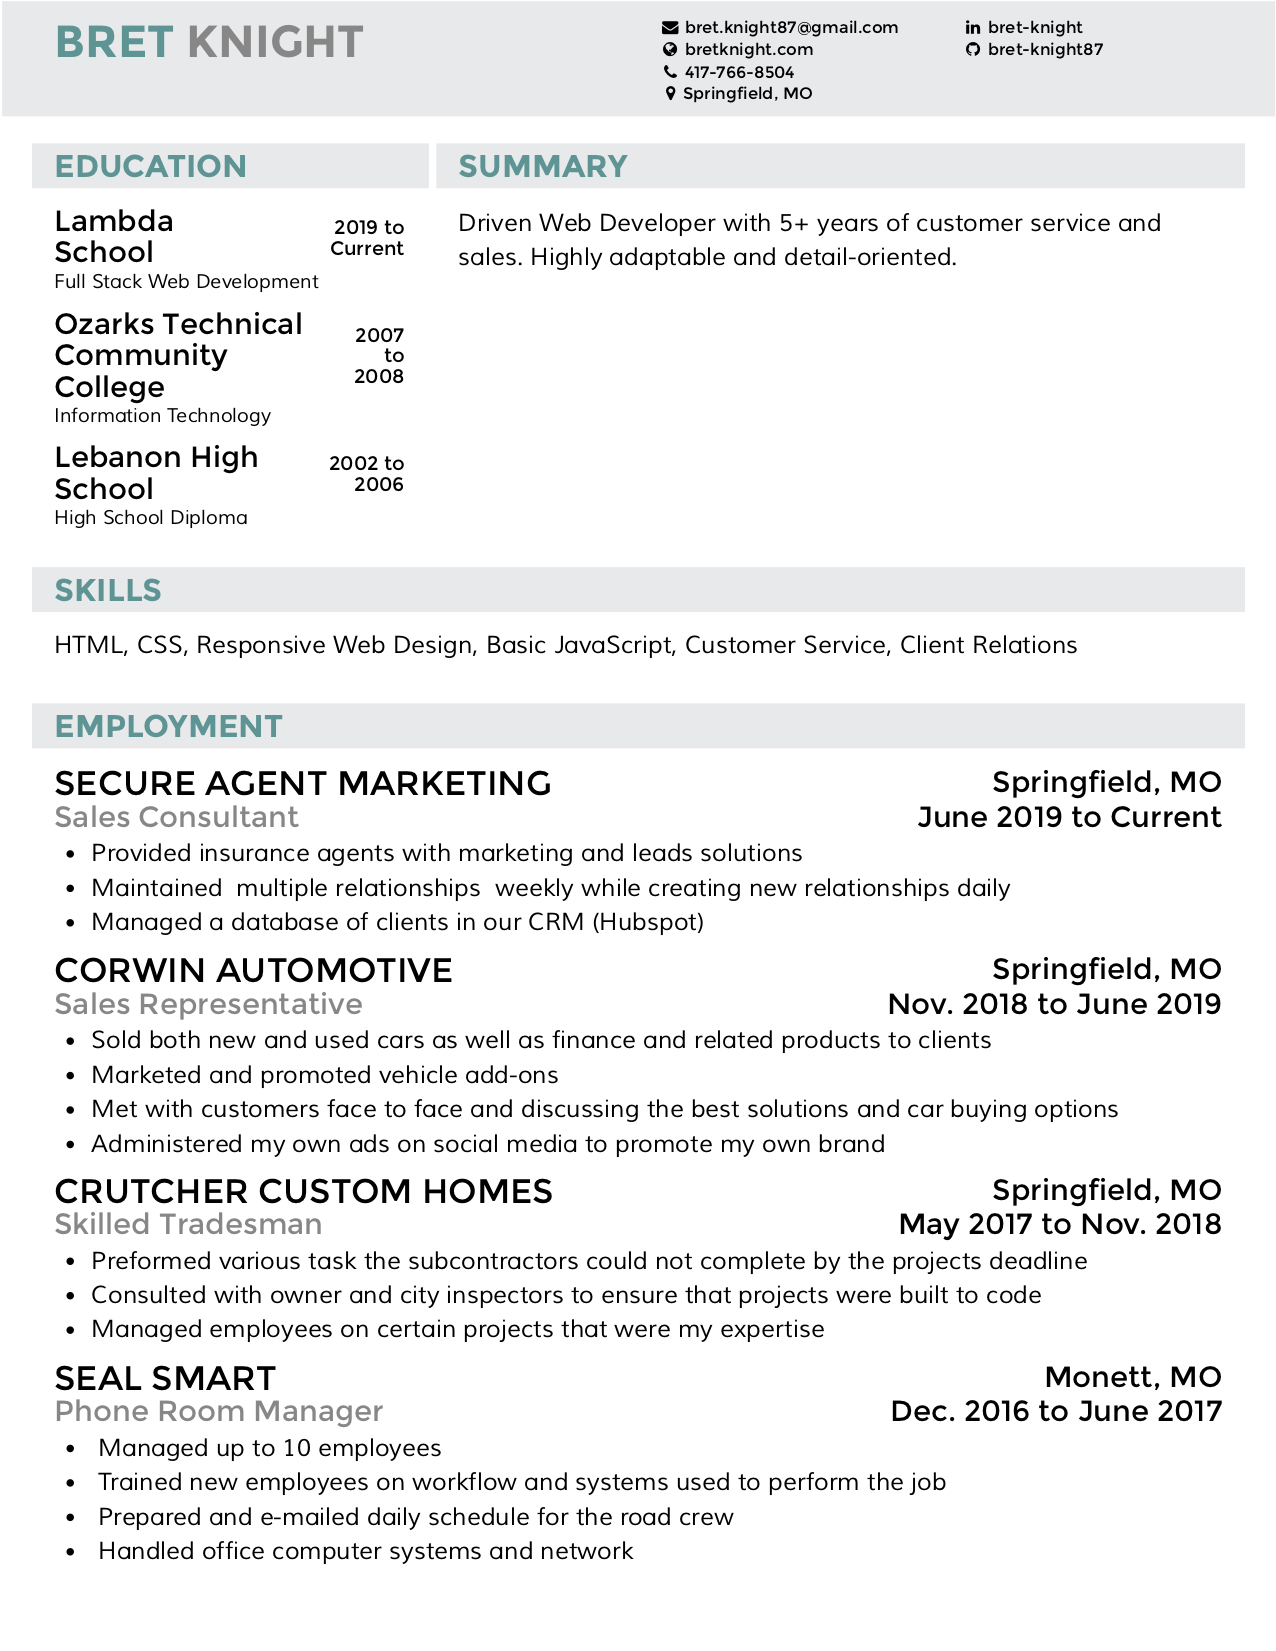 BRET KNIGHT
bret.knight87@gmail.com
bretknight.com
417-766-8504
Springfield, MO
bret-knight
bret-knight87
EDUCATION
Lambda
School
2019 to
Current
Full Stack Web Development
Ozarks Technical
Community
College
2007
to
2008
Information Technology
Lebanon High
School
2002 to
2006
High School Diploma
SUMMARY
Driven Web Developer with 5+ years of customer service and
sales. Highly adaptable and detail-oriented.
SKILLS
HTML, CSS, Responsive Web Design, Basic JavaScript, Customer Service, Client Relations
EMPLOYMENT
SECURE AGENT MARKETING
Springfield, MO
Sales Consultant
June 2019 to Current
• Provided insurance agents with marketing and leads solutions
• Maintained  multiple relationships  weekly while creating new relationships daily
• Managed a database of clients in our CRM (Hubspot)
CORWIN AUTOMOTIVE
Springfield, MO
Sales Representative
Nov. 2018 to June 2019
• Sold both new and used cars as well as finance and related products to clients
• Marketed and promoted vehicle add-ons
• Met with customers face to face and discussing the best solutions and car buying options
• Administered my own ads on social media to promote my own brand
CRUTCHER CUSTOM HOMES
Springfield, MO
Skilled Tradesman
May 2017 to Nov. 2018
• Preformed various task the subcontractors could not complete by the projects deadline
• Consulted with owner and city inspectors to ensure that projects were built to code
• Managed employees on certain projects that were my expertise
SEAL SMART
Monett, MO
Phone Room Manager
Dec. 2016 to June 2017
• Managed up to 10 employees
• Trained new employees on workflow and systems used to perform the job
• Prepared and e-mailed daily schedule for the road crew
• Handled office computer systems and network